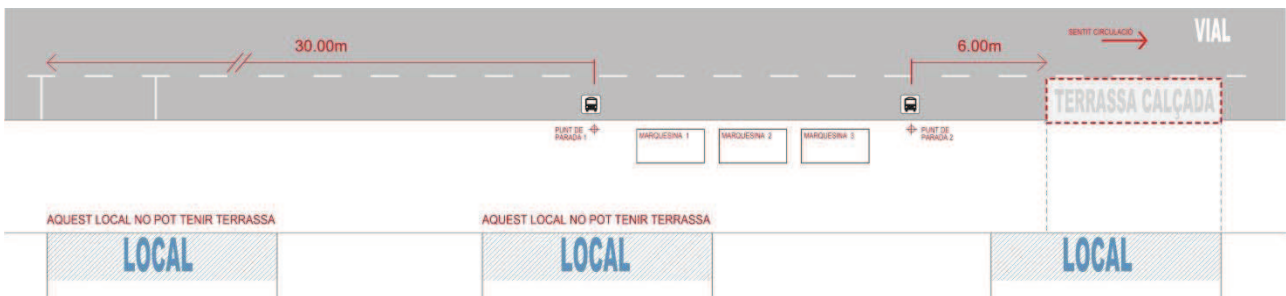 SENTIT CIRCULACIÓ
VIAL
30.00m
6.00m
TERRASSA CALÇADA
PUNT DE
PARADA 1
MARQUESINA 1
MARQUESINA 2
MARQUESINA 3
PUNT DE
PARADA 2
AQUEST LOCAL NO POT TENIR TERRASSA
AQUEST LOCAL NO POT TENIR TERRASSA
LOCAL
LOCAL
LOCAL